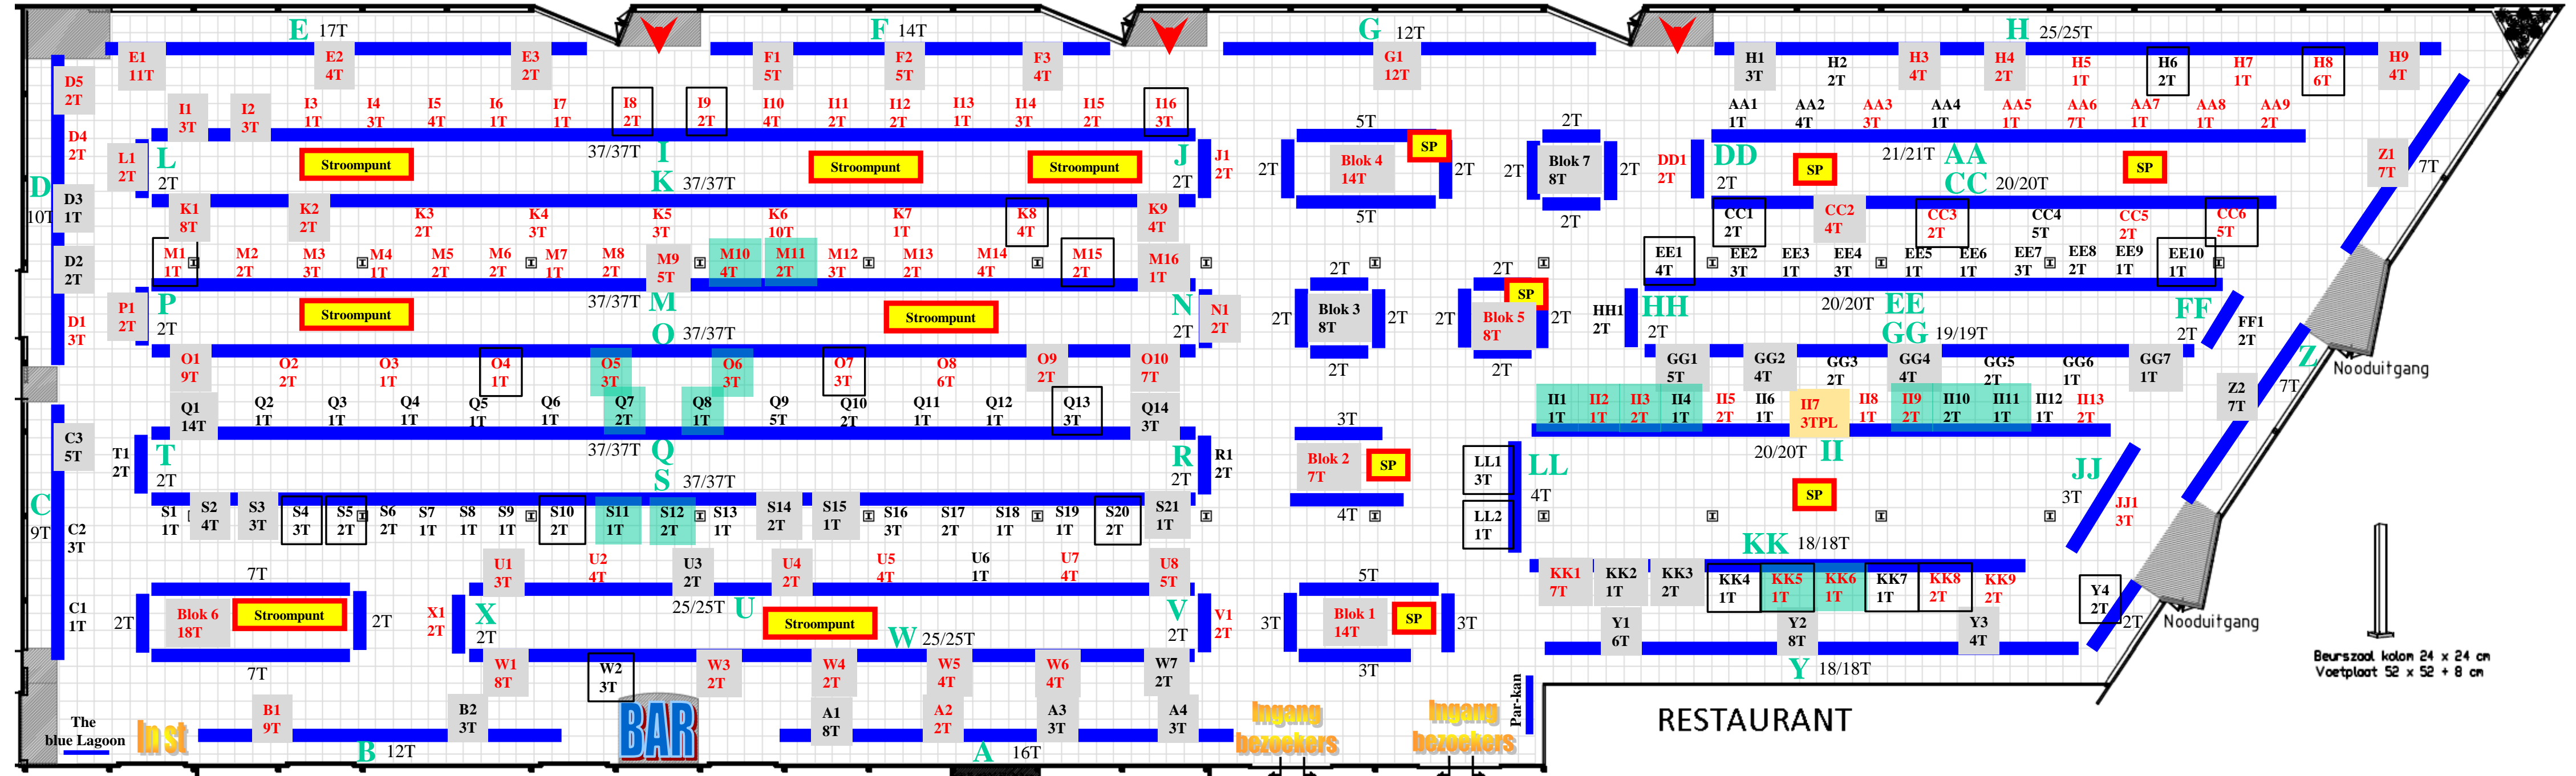 E 17T
F 14T
G 12T
H 25/25T
E1 11T
E2 4T
E3 2T
F1 5T
F2 5T
F3 4T
G1 12T
H1 3T
H2 2T
H3 4T
H4 2T
H5 1T
H6 2T
H7 1T
H8 6T
H9 4T
D5 2T
I1 3T
I2 3T
I3 1T
I4 3T
I5 4T
I6 1T
I7 1T
I8 2T
I9 2T
I10 4T
I11 2T
I12 2T
I13 1T
I14 3T
I15 2T
I16 3T
AA1 1T
AA2 4T
AA3 3T
AA4 1T
AA5 1T
AA6 7T
AA7 1T
AA8 1T
AA9 2T
D4 2T
L1 2T
L 2T
Stroompunt
37/37T I
Stroompunt
Stroompunt
J 2T
J1 2T
5T
2T
Blok 4 14T
SP
2T
5T
2T
2T
Blok 7 8T
2T
2T
DD1 2T
DD 2T
SP
21/21T AA
SP
Z1 7T
7T
K 37/37T
CC 20/20T
D 10T
D3 1T
K1 8T
K2 2T
K3 2T
K4 3T
K5 3T
K6 10T
K7 1T
K8 4T
K9 4T
CC1 2T
CC2 4T
CC3 2T
CC4 5T
CC5 2T
CC6 5T
D2 2T
M1 1T
M2 2T
M3 3T
M4 1T
M5 2T
M6 2T
M7 1T
M8 2T
M9 5T
M10 4T
M11 2T
M12 3T
M13 2T
M14 4T
M15 2T
M16 1T
EE1 4T
EE2 3T
EE3 1T
EE4 3T
EE5 1T
EE6 1T
EE7 3T
EE8 2T
EE9 1T
EE10 1T
D1 3T
P1 2T
P 2T
Stroompunt
37/37T M
Stroompunt
N 2T
N1 2T
2T
2T
Blok 3 8T
2T
2T
2T
2T
Blok 5 8T
SP
2T
2T
HH1 2T
HH 2T
20/20T EE
FF 2T
FF1 2T
O 37/37T
GG 19/19T
O1 9T
O2 2T
O3 1T
O4 1T
O5 3T
O6 3T
O7 3T
O8 6T
O9 2T
O10 7T
GG1 5T
GG2 4T
GG3 2T
GG4 4T
GG5 2T
GG6 1T
GG7 1T
Z 7T
Z2 7T
Nooduitgang
Q1 14T
Q2 1T
Q3 1T
Q4 1T
Q5 1T
Q6 1T
Q7 2T
Q8 1T
Q9 5T
Q10 2T
Q11 1T
Q12 1T
Q13 3T
Q14 3T
II1 1T
II2 1T
II3 2T
II4 1T
II5 2T
II6 1T
II7 3TPL
II8 1T
II9 2T
II10 2T
II11 1T
II12 1T
II13 2T
C3 5T
T1 2T
T 2T
37/37T Q
R 2T
R1 2T
3T
Blok 2 7T
SP
4T
LL1 3T
LL 4T
LL2 1T
20/20T II
SP
JJ 3T
JJ1 3T
S 37/37T
C 9T
C2 3T
S1 1T
S2 4T
S3 3T
S4 3T
S5 2T
S6 2T
S7 1T
S8 1T
S9 1T
S10 2T
S11 1T
S12 2T
S13 1T
S14 2T
S15 1T
S16 3T
S17 2T
S18 1T
S19 1T
S20 2T
S21 1T
KK 18/18T
U1 3T
U2 4T
U3 2T
U4 2T
U5 4T
U6 1T
U7 4T
U8 5T
KK1 7T
KK2 1T
KK3 2T
KK4 1T
KK5 1T
KK6 1T
KK7 1T
KK8 2T
KK9 2T
Y4 2T
2T
Nooduitgang
C1 1T
7T
2T
Blok 6 18T
Stroompunt
2T
7T
X1 2T
X 2T
25/25T U
Stroompunt
W 25/25T
V 2T
V1 2T
5T
3T
Blok 1 14T
SP
3T
3T
Y1 6T
Y2 8T
Y3 4T
Y 18/18T
Beurszaal kolom 24 x 24 cm
Voetplaat 52 x 52 + 8 cm
W1 8T
W2 3T
W3 2T
W4 2T
W5 4T
W6 4T
W7 2T
The
blue Lagoon
In st
B1 9T
B2 3T
B 12T
BAR
A1 8T
A2 2T
A3 3T
A4 3T
A 16T
Ingang
bezoekers
Ingang
bezoekers
Par-kan
RESTAURANT